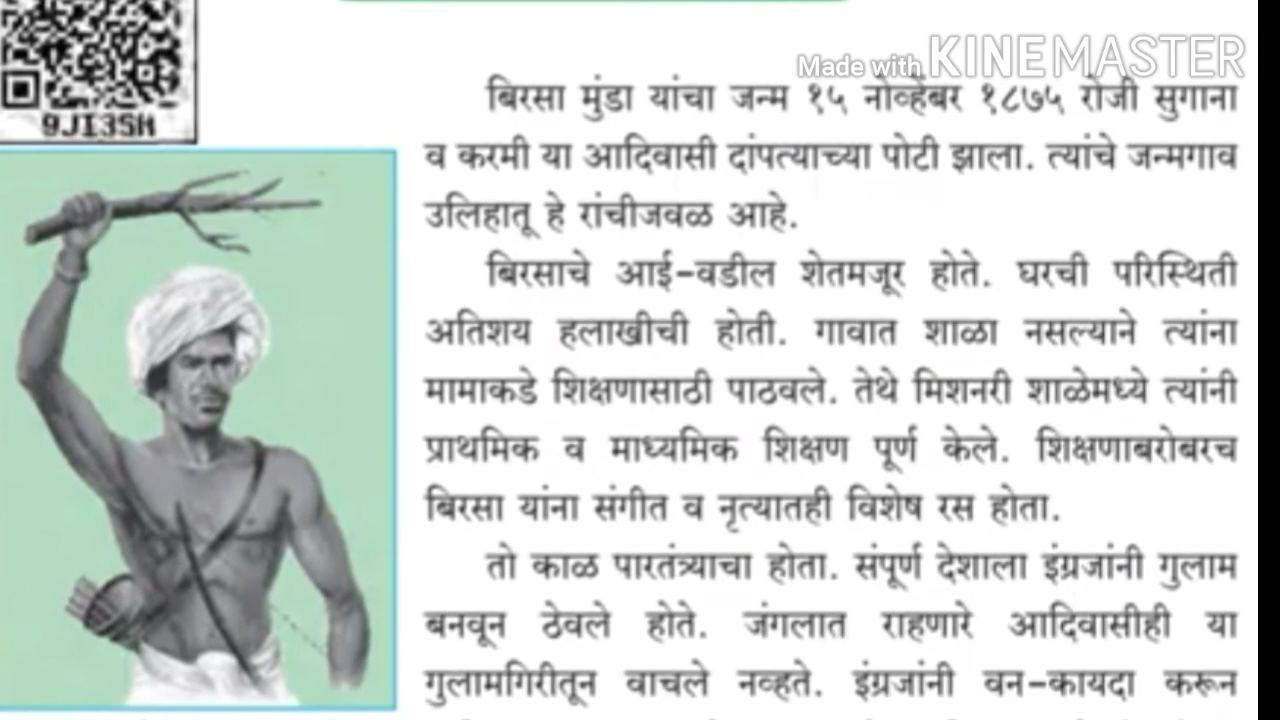 Made with KINEMASTER
9JI3SH
बिरसा मुंडा यांचा जन्म १५ नोव्हेंबर १८७५ रोजी सुगाना
व करमी या आदिवासी दांपत्याच्या पोटी झाला. त्यांचे जन्मगाव
उलिहातू हे रांचीजवळ आहे.
बिरसाचे आई-वडील शेतमजूर होते. घरची परिस्थिती
अतिशय हलाखीची होती. गावात शाळा नसल्याने त्यांना
मामाकडे शिक्षणासाठी पाठवले. तेथे मिशनरी शाळेमध्ये त्यांनी
प्राथमिक व माध्यमिक शिक्षण पूर्ण केले. शिक्षणाबरोबरच
बिरसा यांना संगीत व नृत्यातही विशेष रस होता.
तो काळ पारतंत्र्याचा होता. संपूर्ण देशाला इंग्रजांनी गुलाम
बनवून ठेवले होते. जंगलात राहणारे आदिवासीही या
गुलामगिरीतून वाचले नव्हते. इंग्रजांनी वन-कायदा करून